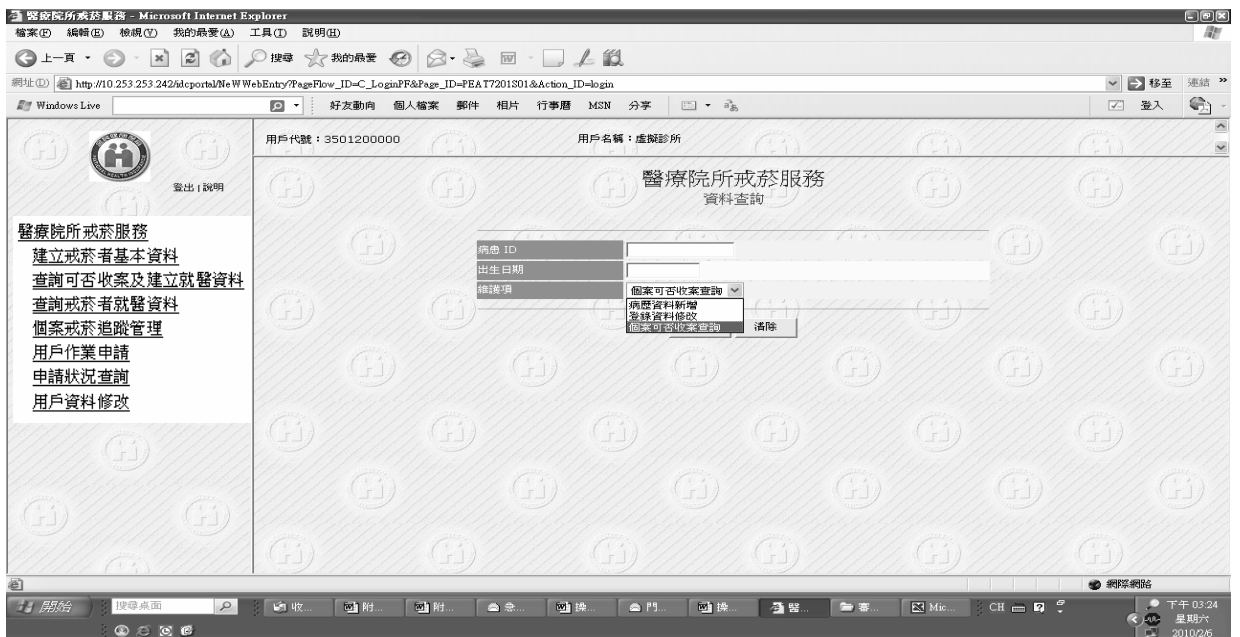 醫療院所戒菸服務 - Microsoft Internet Explorer
檔案(F) 編輯(E) 檢視(V) 我的最愛(A) 工具(T) 說明(H)
上一頁 搜尋 我的最愛
網址(D) http://10.253.253.242/idcportal/NeWWebEntry?PageFlow_ID=C_LoginPF&Page_ID=PEAT7201S01&Action_ID=login 移至 連結 »
Windows Live 好友動向 個人檔案 郵件 相片 行事曆 MSN 分享 登入
用戶代號：3501200000 用戶名稱：虛擬診所
登出 | 說明
醫療院所戒菸服務
資料查詢
醫療院所戒菸服務
建立戒菸者基本資料
查詢可否收案及建立就醫資料
查詢戒菸者就醫資料
個案戒菸追蹤管理
用戶作業申請
申請狀況查詢
用戶資料修改
病患 ID
出生日期
維護項 個案可否收案查詢
病歷資料新增
登錄資料修改
個案可否收案查詢
清除
網際網路
開始 搜尋桌面 收... 附... 附... 操... 門... 操... 醫... Mic... CH
下午 03:24
星期六
2010/2/6